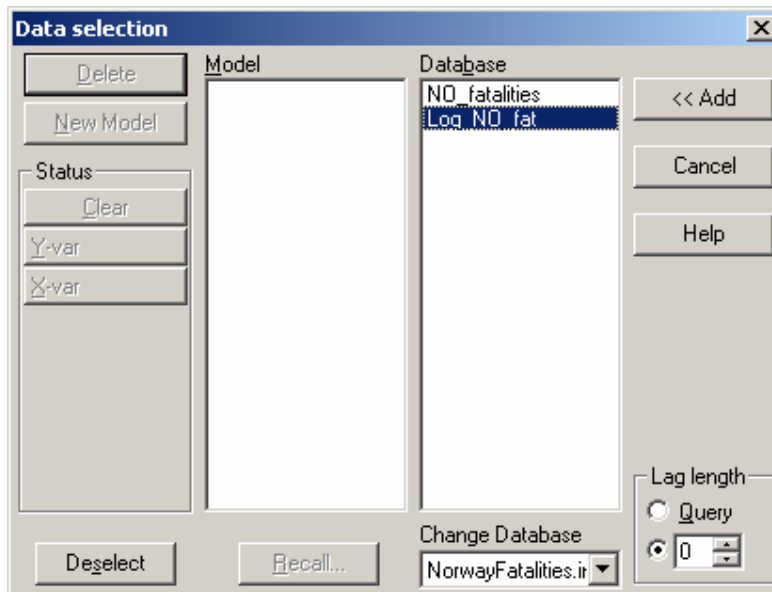 Data selection
Delete
New Model
Status
Clear
Y-var
X-var
Deselect
Model
Recall...
Database
NO_fatalities
Log_NO_fat
Change Database
NorwayFatalities.ir
<< Add
Cancel
Help
Lag length
Query
0